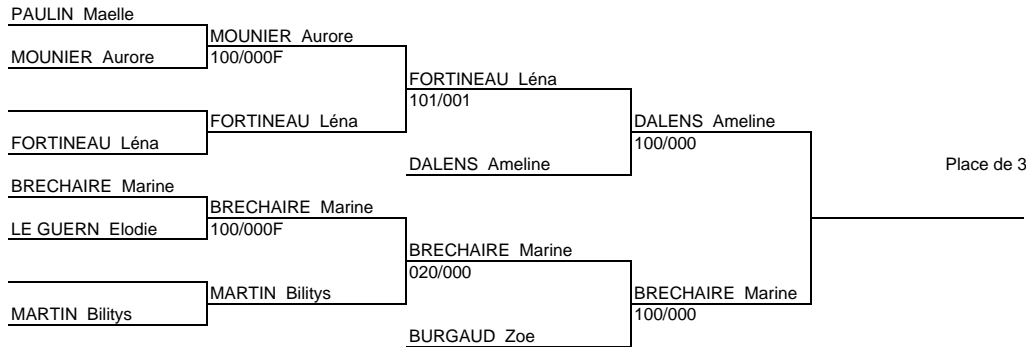 PAULIN Maelle
MOUNIER Aurore
MOUNIER Aurore
100/000F
FORTINEAU Léna
101/001
FORTINEAU Léna
FORTINEAU Léna
DALENS Ameline
100/000
DALENS Ameline
Place de 3
BRECHAIRE Marine
BRECHAIRE Marine
LE GUERN Elodie
100/000F
BRECHAIRE Marine
020/000
MARTIN Bilitys
BRECHAIRE Marine
MARTIN Bilitys
100/000
BURGAUD Zoe